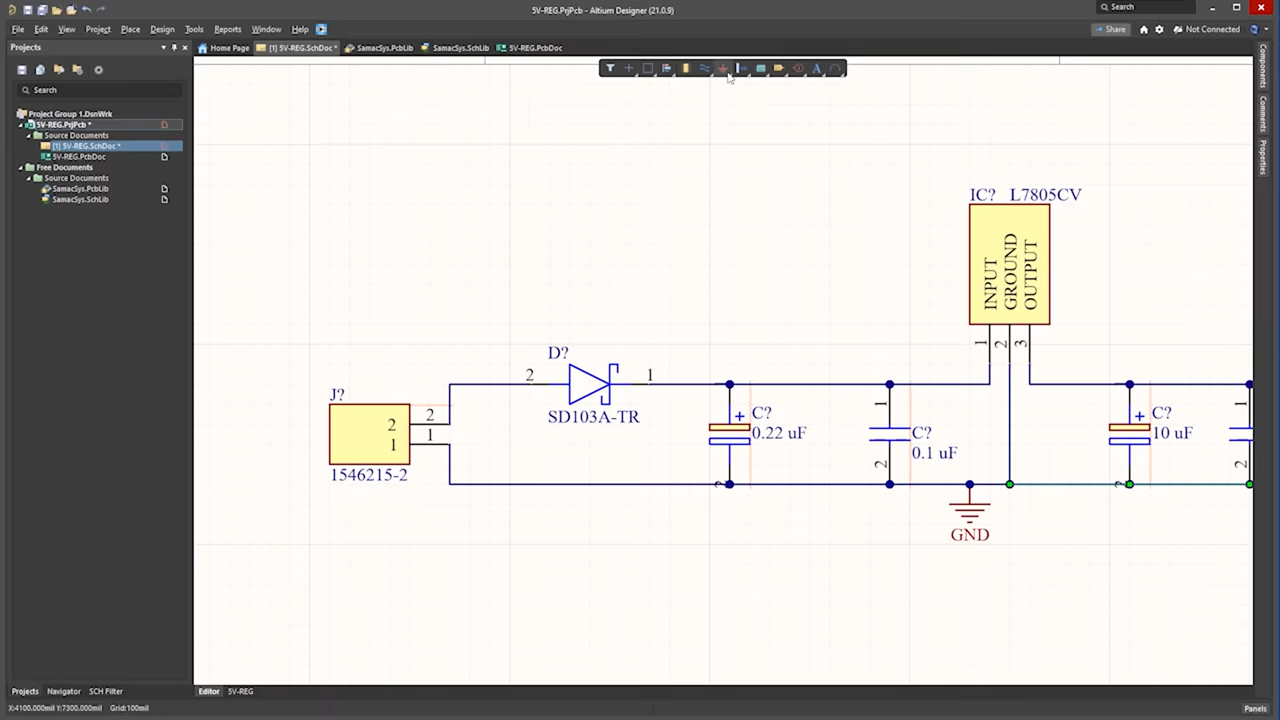 5V-REG.PrjPcb - Altium Designer (21.0.9)
Search
File Edit View Project Place Design Tools Reports Window Help
Share
Not Connected
Projects
Home Page
[1] 5V-REG.SchDoc *
SamacSys.PcbLib
SamacSys.SchLib
5V-REG.PcbDoc
Search
Project Group 1.DsnWrk
5V-REG.PrjPcb *
Source Documents
[1] 5V-REG.SchDoc *
5V-REG.PcbDoc
Free Documents
Source Documents
SamacSys.PcbLib
SamacSys.SchLib
Components
Comments
Properties
IC? L7805CV
INPUT
GROUND
OUTPUT
1
2
3
D?
2
1
SD103A-TR
J?
2
1
2
1
1546215-2
+
C?
0.22 uF
2
1
C?
0.1 uF
2
GND
+
C?
10 uF
2
1
2
Projects Navigator SCH Filter
Editor 5V-REG
X:4100.000mil Y:7300.000mil Grid:100mil
Panels